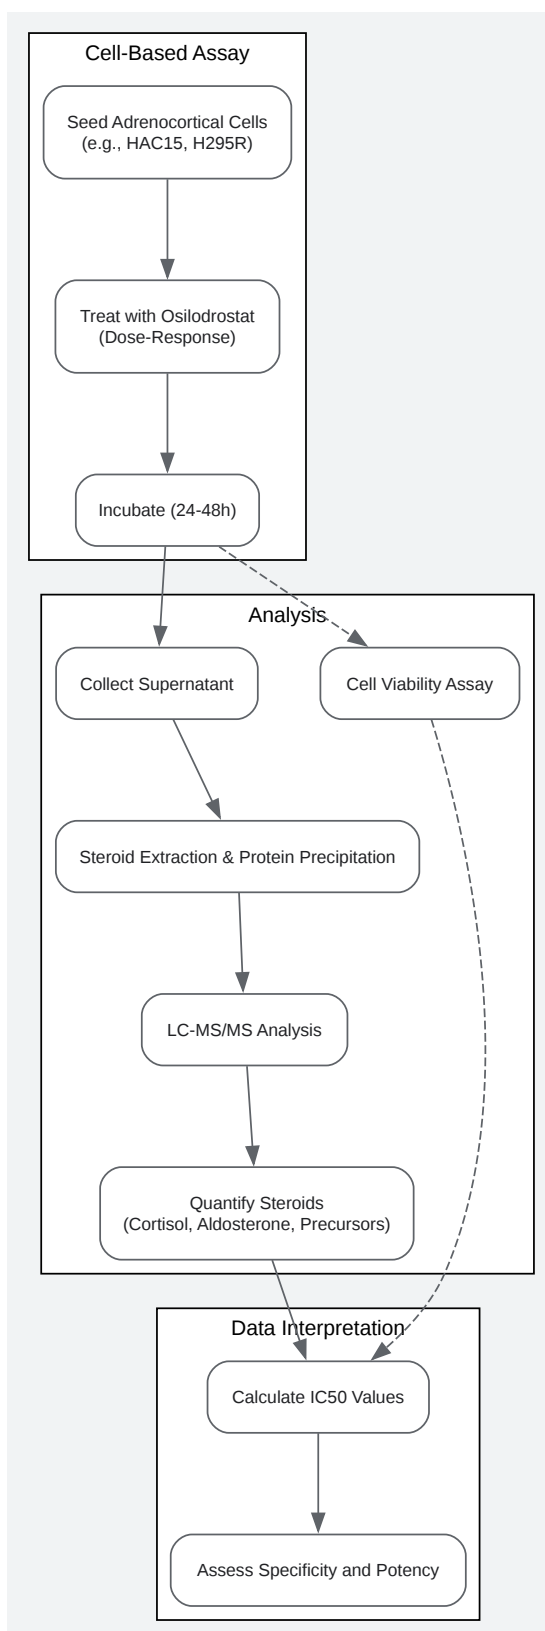 Cell-Based Assay
Seed Adrenocortical Cells
(e.g., HAC15, H295R)
Treat with Osilodrostat
(Dose-Response)
Incubate (24-48h)
Analysis
Collect Supernatant
Cell Viability Assay
Steroid Extraction & Protein Precipitation
LC-MS/MS Analysis
Quantify Steroids
(Cortisol, Aldosterone, Precursors)
Data Interpretation
Calculate IC50 Values
Assess Specificity and Potency